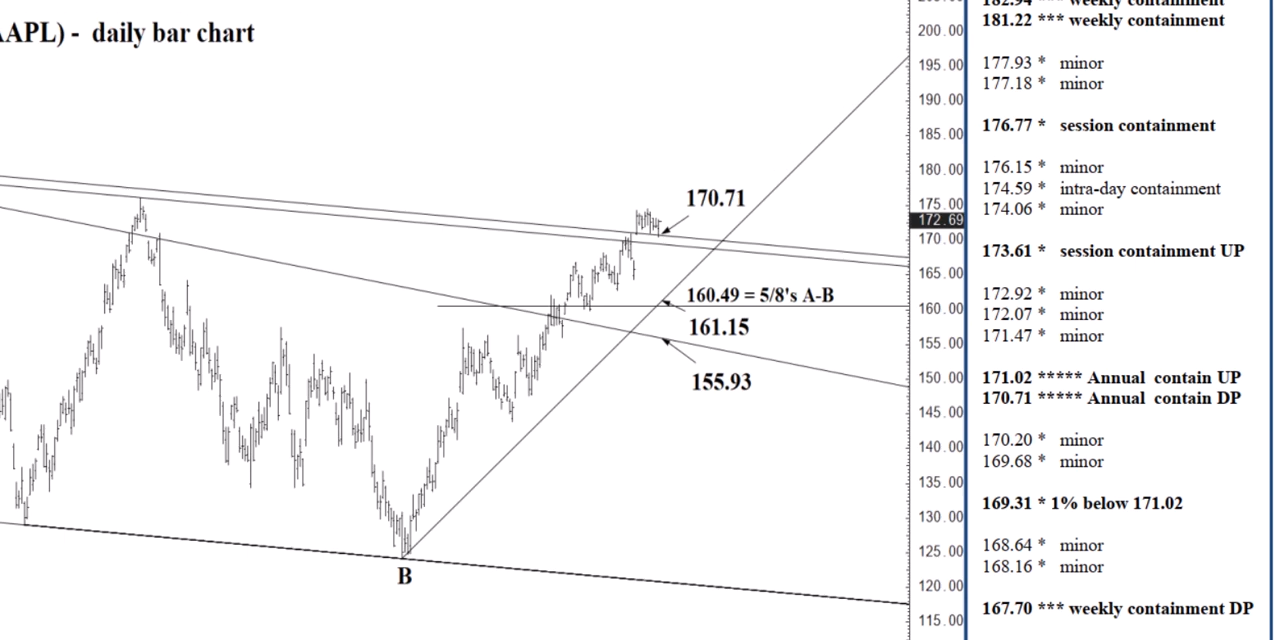 AAPL) - daily bar chart
200.00
195.00
190.00
185.00
180.00
175.00
172.69
170.00
165.00
160.00
155.00
150.00
145.00
140.00
135.00
130.00
125.00
120.00
115.00
170.71
160.49 = 5/8's A-B
161.15
155.93
B
182.94 *** weekly containment
181.22 *** weekly containment
177.93 * minor
177.18 * minor
176.77 * session containment
176.15 * minor
174.59 * intra-day containment
174.06 * minor
173.61 * session containment UP
172.92 * minor
172.07 * minor
171.47 * minor
171.02 ***** Annual contain UP
170.71 ***** Annual contain DP
170.20 * minor
169.68 * minor
169.31 * 1% below 171.02
168.64 * minor
168.16 * minor
167.70 *** weekly containment DP